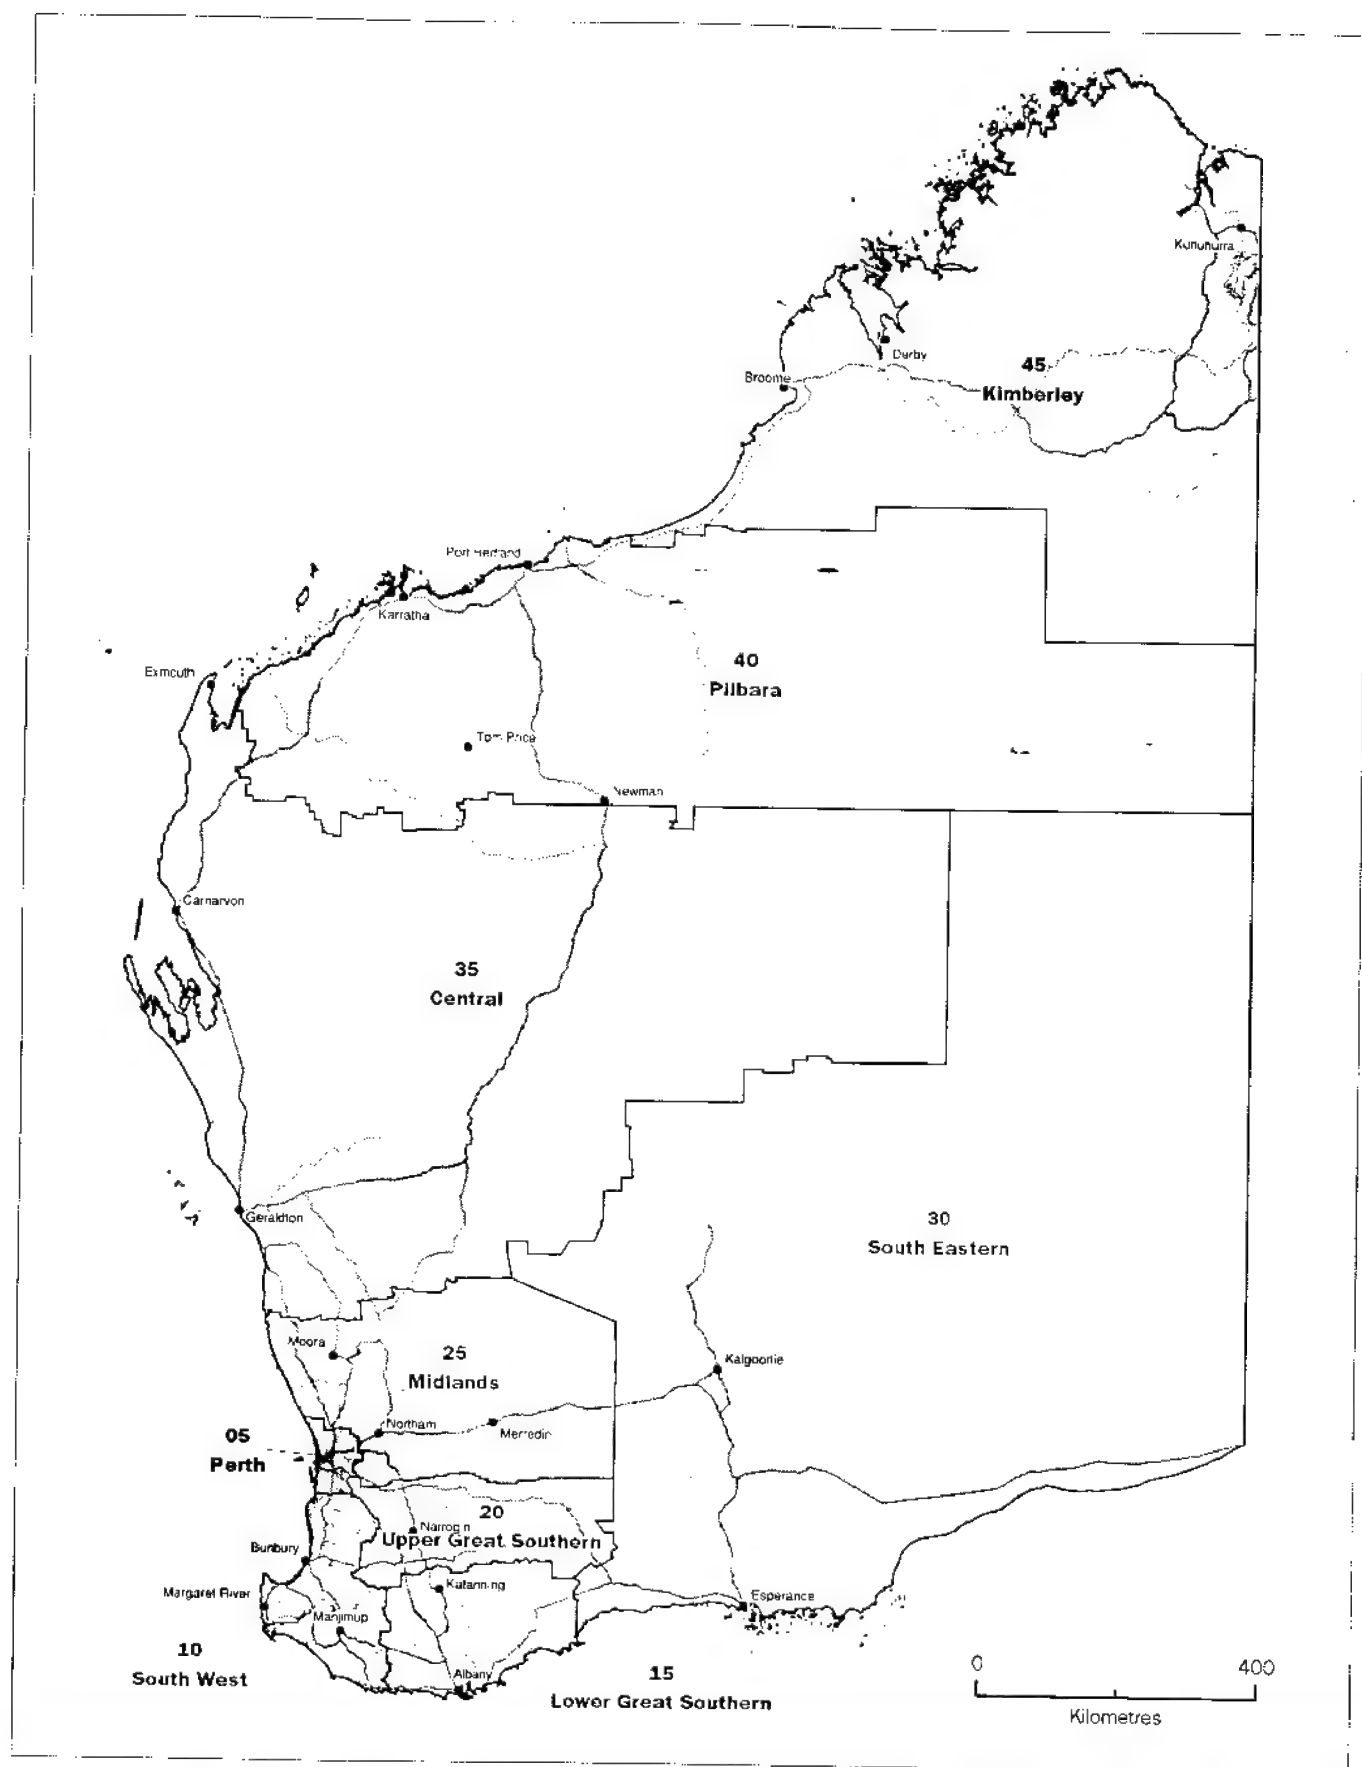 Kununurra
Derby
Broome
45
Kimberley
Port Hedland
Karratha
Exmouth
40
Pilbara
Tom Price
Newman
Carnarvon
35
Central
Geraldton
30
South Eastern
Moora
25
Midlands
Kalgoorlie
Northam
Merredin
05
Perth
20
Narrogin
Upper Great Southern
Bunbury
Katanning
Margaret River
Manjimup
Esperance
10
South West
Albany
15
Lower Great Southern
0 400
Kilometres